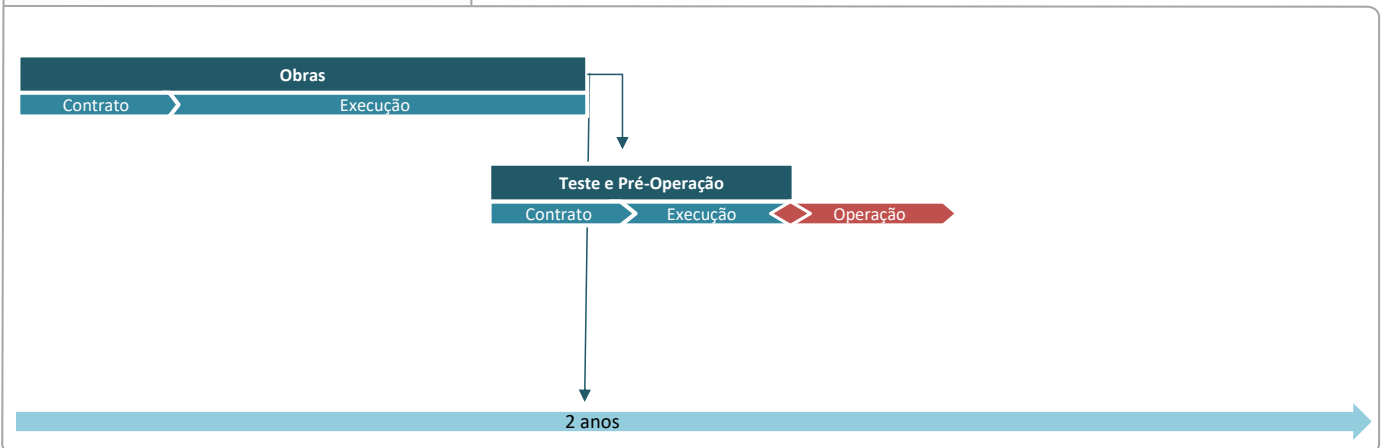 Obras
Contrato Execução
Teste e Pré-Operação
Contrato Execução Operação
2 anos